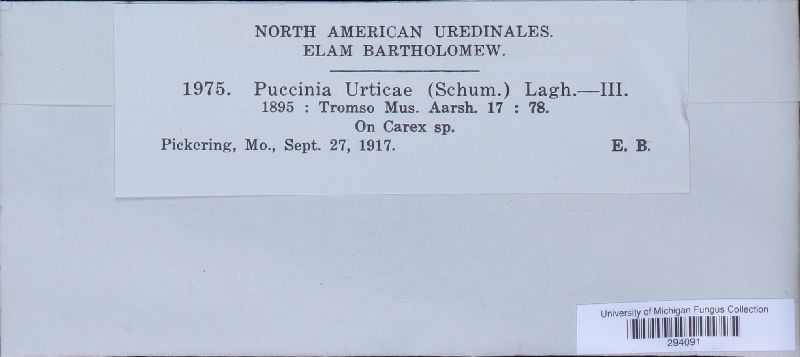 NORTH AMERICAN UREDINALES.
ELAM BARTHOLOMEW.
1975. Puccinia Urticae (Schum.) Lagh.—III.
1895 : Tromso Mus. Aarsh. 17 : 78.
On Carex sp.
Pickering, Mo., Sept. 27, 1917. E. B.
University of Michigan Fungus Collection
294091